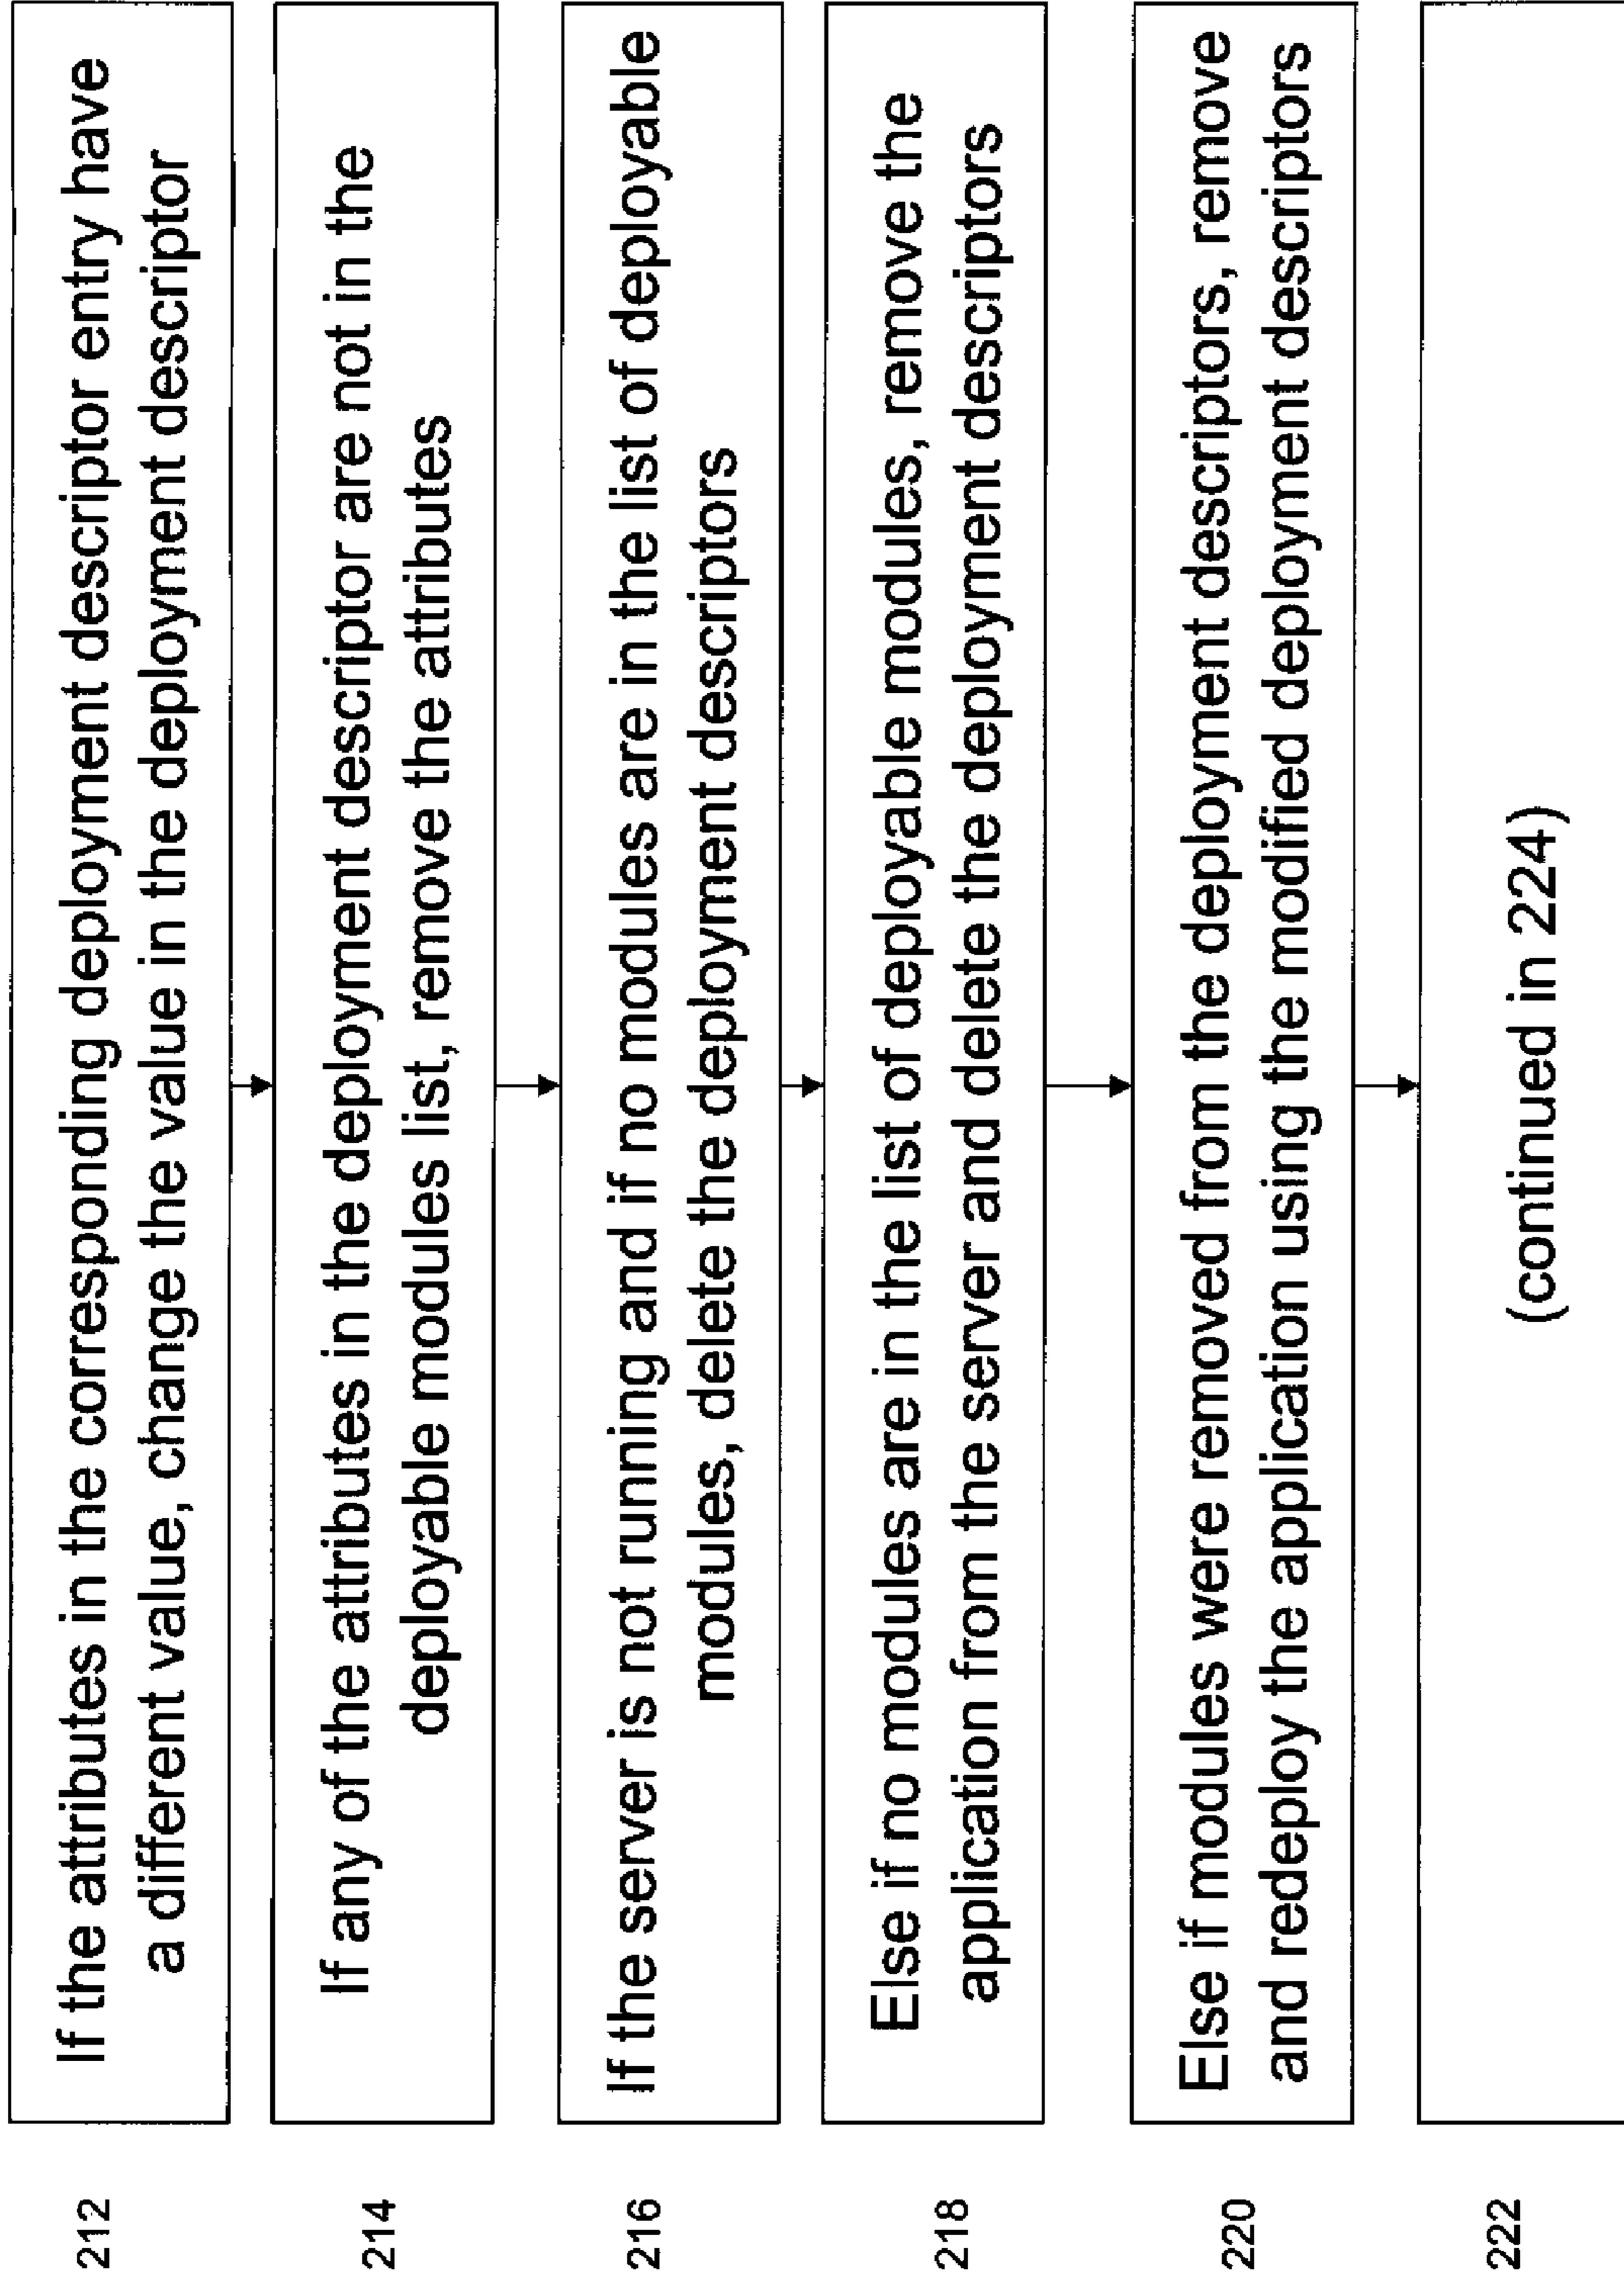 212
If the attributes in the corresponding deployment descriptor entry have
a different value, change the value in the deployment descriptor
214
If any of the attributes in the deployment descriptor are not in the
deployable modules list, remove the attributes
216
If the server is not running and if no modules are in the list of deployable
modules, delete the deployment descriptors
218
Else if no modules are in the list of deployable modules, remove the
application from the server and delete the deployment descriptors
220
Else if modules were removed from the deployment descriptors, remove
and redeploy the application using the modified deployment descriptors
222
(continued in 224)